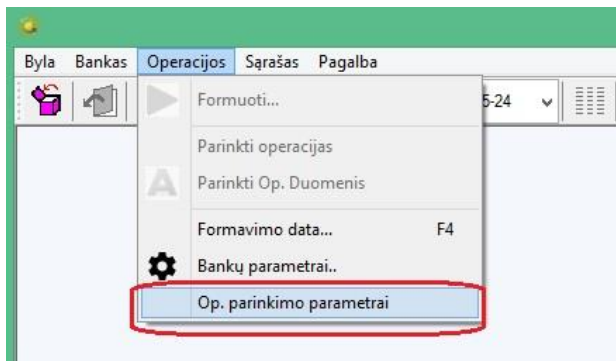 Byla Bankas Operacijos Sąrašas Pagalba
Formuoti...
5-24
Parinkti operacijas
A Parinkti Op. Duomenis
Formavimo data... F4
Bankų parametrai..
Op. parinkimo parametrai